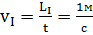 v_I = L_I / t = 1м / с